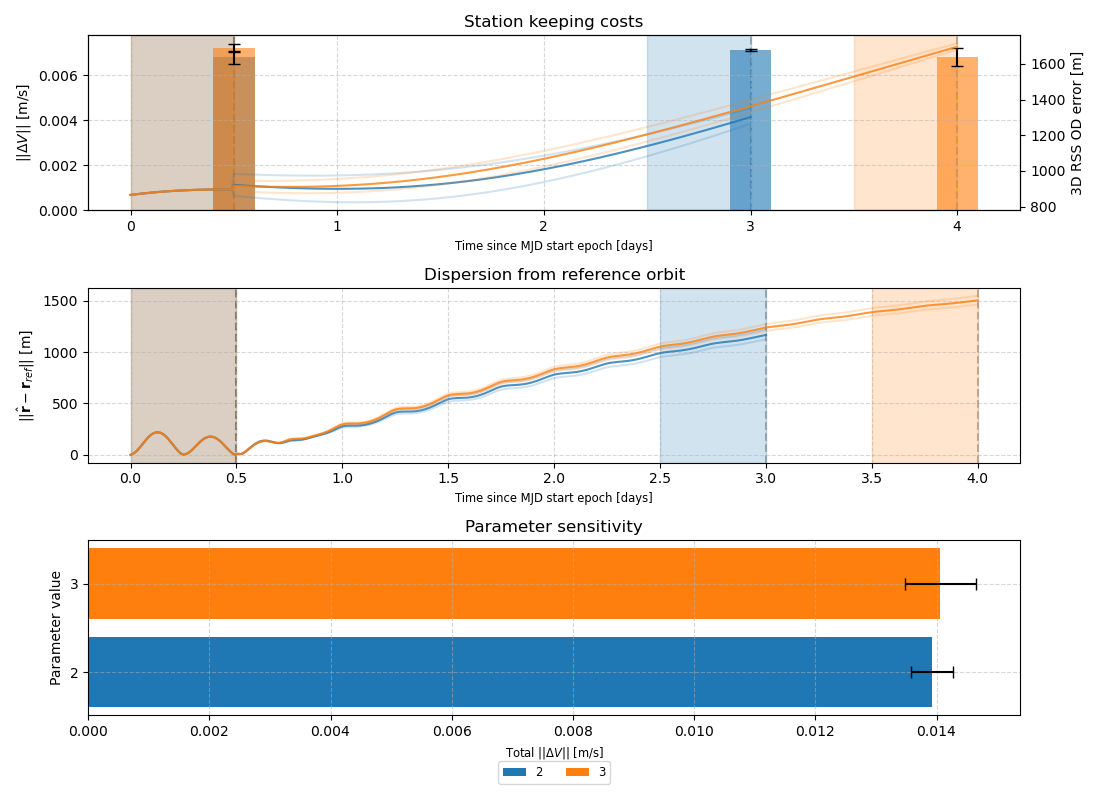 Station keeping costs
||ΔV|| [m/s]
0.006
0.004
0.002
0.000
1600
1400
1200
1000
800
3D RSS OD error [m]
0 1 2 3 4
Time since MJD start epoch [days]
Dispersion from reference orbit
||r̂ − r_ref|| [m]
1500
1000
500
0
0.0 0.5 1.0 1.5 2.0 2.5 3.0 3.5 4.0
Time since MJD start epoch [days]
Parameter sensitivity
Parameter value
3
2
0.000 0.002 0.004 0.006 0.008 0.010 0.012 0.014
Total ||ΔV|| [m/s]
2 3